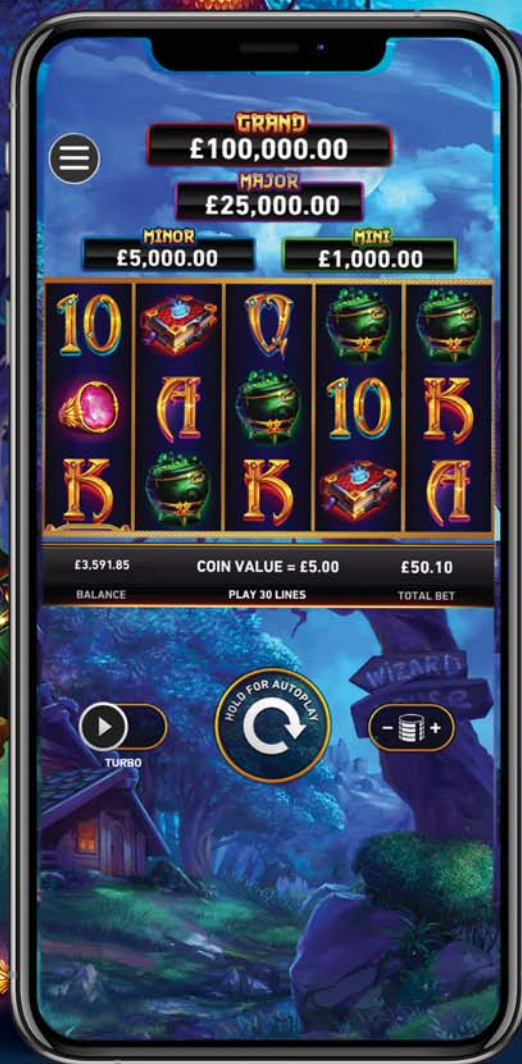 GRAND
£100,000.00
MAJOR
£25,000.00
MINOR
£5,000.00
MINI
£1,000.00
10 Q
A 10 K
K K A
£3,591.85 COIN VALUE = £5.00 £50.10
BALANCE PLAY 30 LINES TOTAL BET
HOLD FOR AUTOPLAY
- +
TURBO
WIZARD